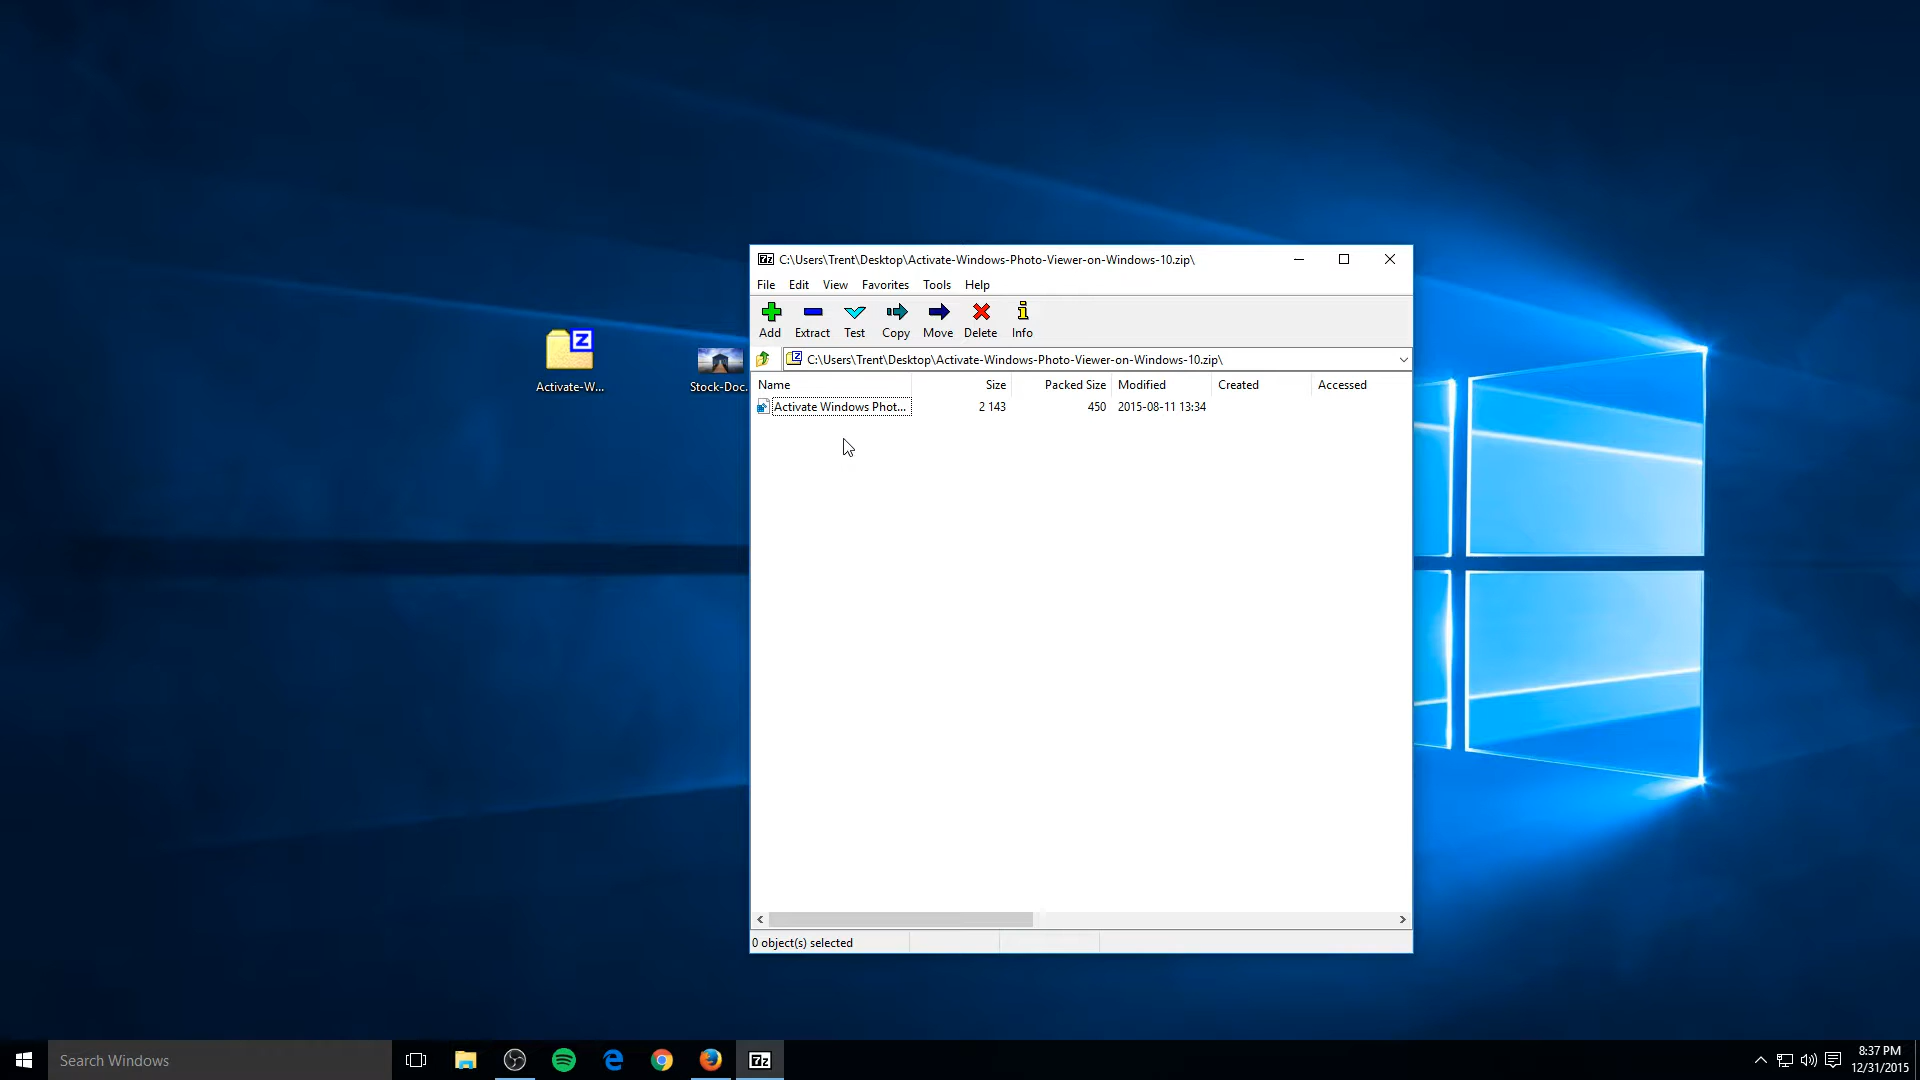 C:\Users\Trent\Desktop\Activate-Windows-Photo-Viewer-on-Windows-10.zip\
File Edit View Favorites Tools Help
Add Extract Test Copy Move Delete Info
C:\Users\Trent\Desktop\Activate-Windows-Photo-Viewer-on-Windows-10.zip\
Name Size Packed Size Modified Created Accessed
Activate Windows Phot... 2 143 450 2015-08-11 13:34
Activate-W...
Stock-Doc.
0 object(s) selected
Search Windows
8:37 PM
12/31/2015